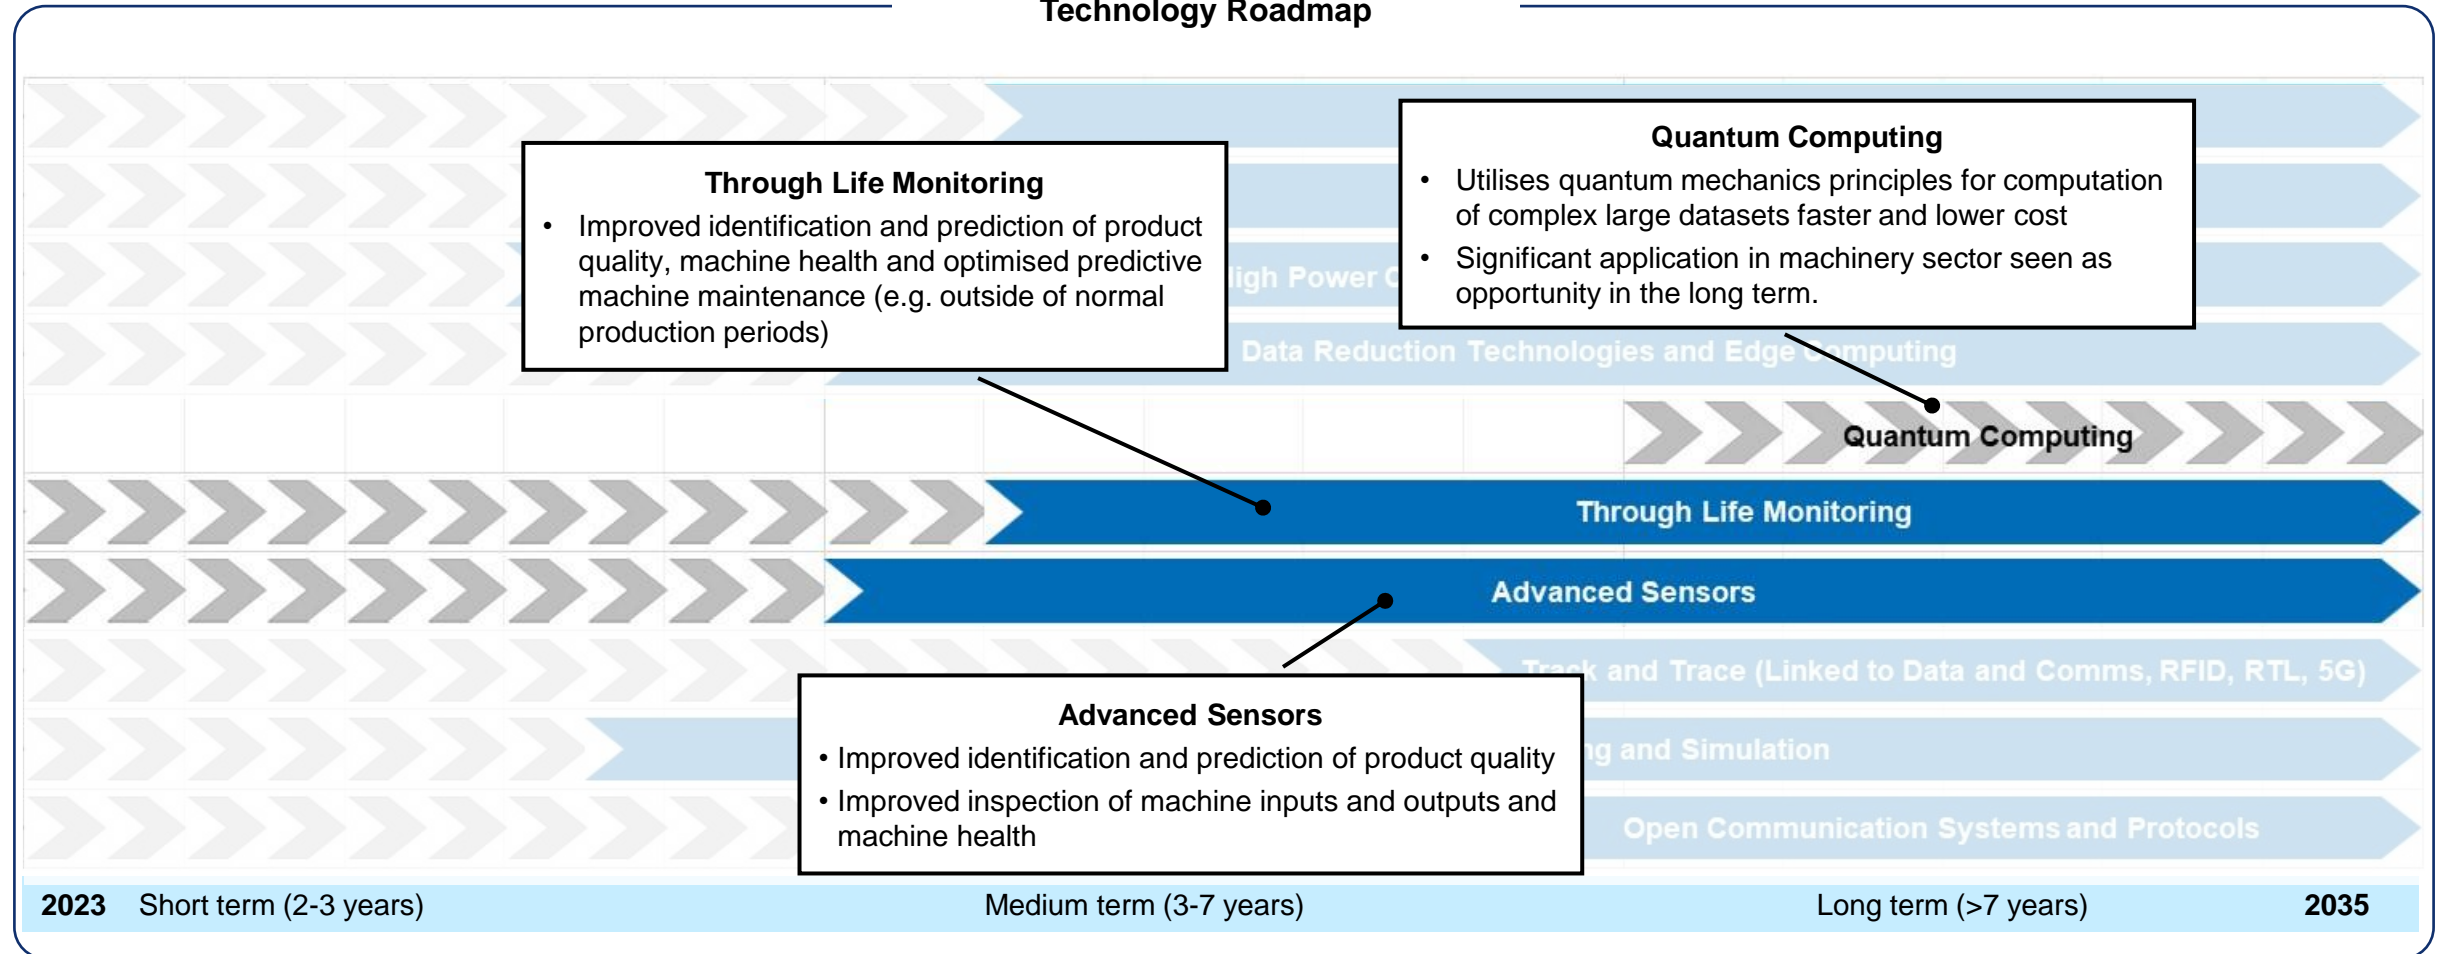 Technology Roadmap
Through Life Monitoring
• Improved identification and prediction of product
quality, machine health and optimised predictive
machine maintenance (e.g. outside of normal
production periods)
Quantum Computing
• Utilises quantum mechanics principles for computation
of complex large datasets faster and lower cost
• Significant application in machinery sector seen as
opportunity in the long term.
Power
Data Reduction Technologies and Edge Computing
Quantum Computing
Through Life Monitoring
Advanced Sensors
Track and Trace (Linked to Data and Comms, RFID, RTL, 5G)
Advanced Sensors
• Improved identification and prediction of product quality
• Improved inspection of machine inputs and outputs and
machine health
and Simulation
Open Communication Systems and Protocols
2023 Short term (2-3 years) Medium term (3-7 years) Long term (>7 years) 2035